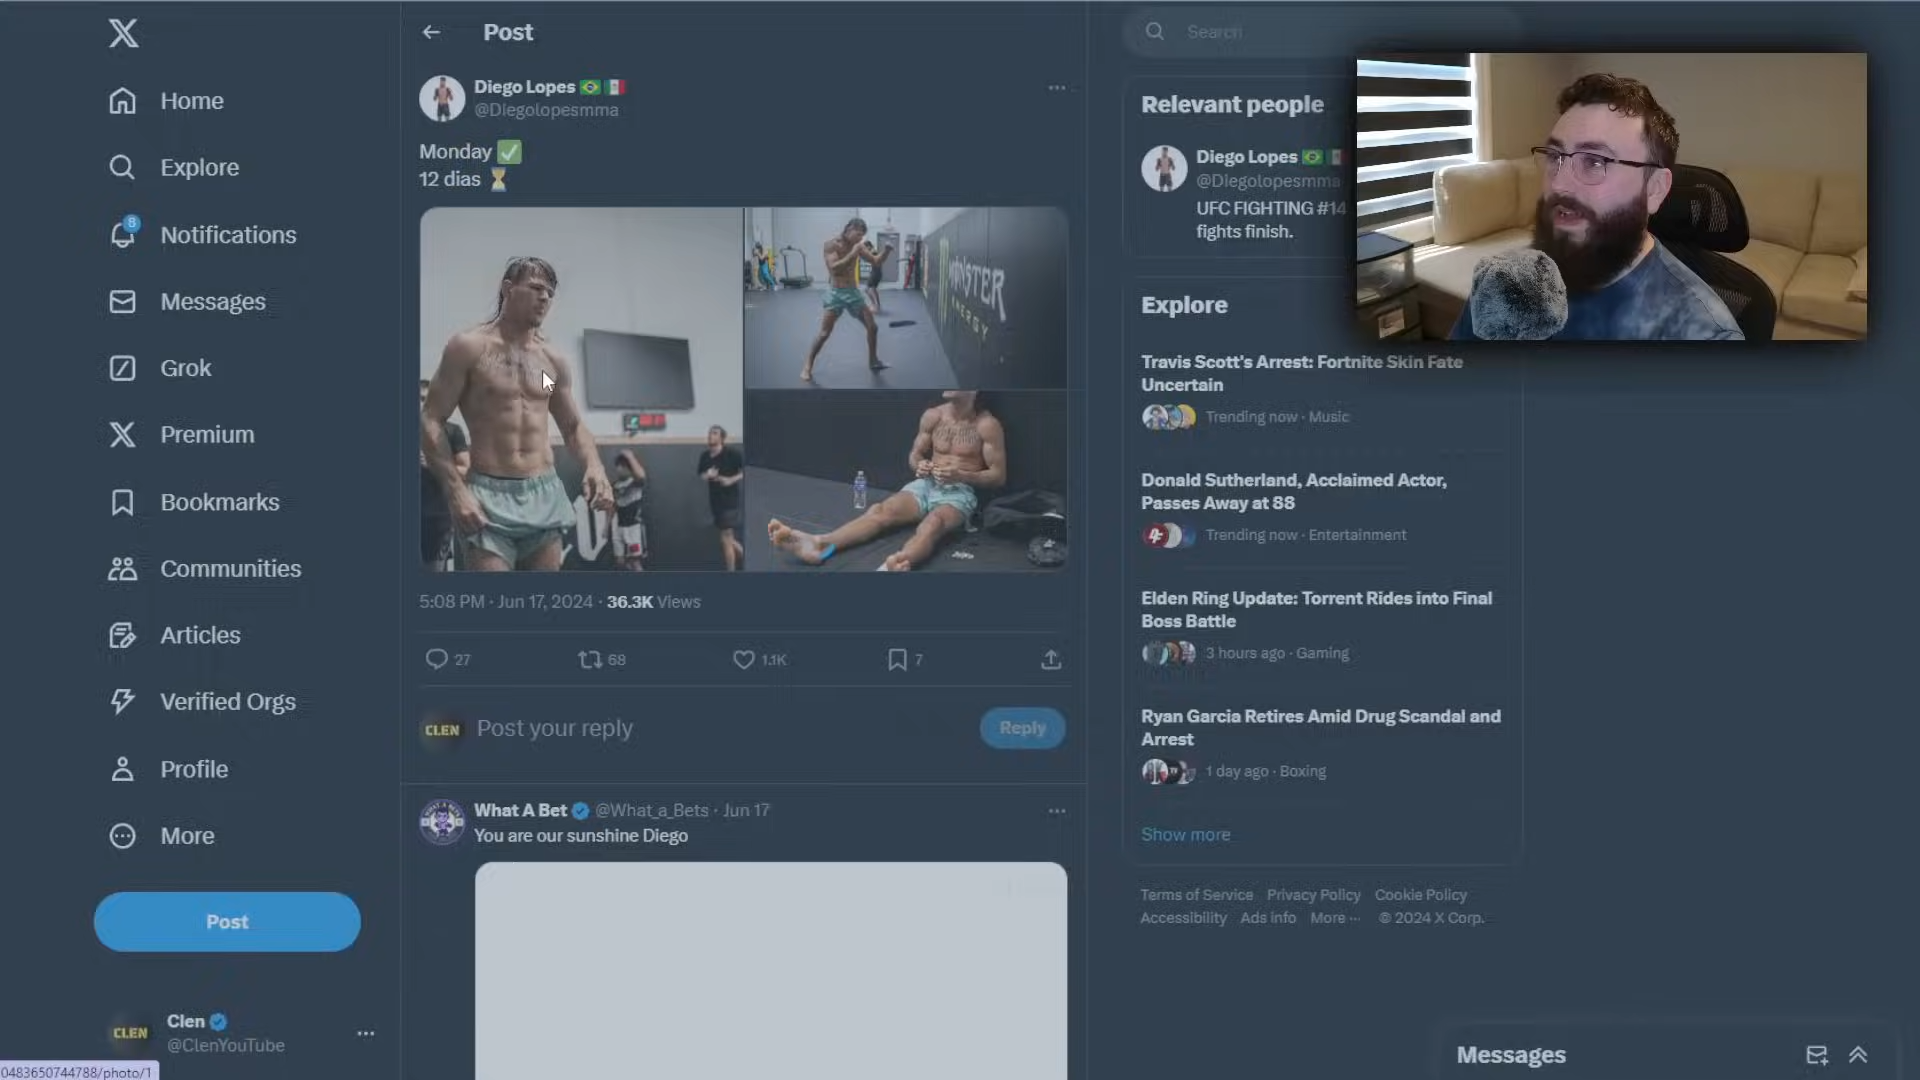 Home
Explore
8
Notifications
Messages
Grok
Premium
Bookmarks
Communities
Articles
Verified Orgs
Profile
More
Post
CLEN
Clen
@ClenYouTube
0483650744788/photo/1
Post
Diego Lopes
@Diegolopesmma
Monday
12 dias
MONSTER
ENERGY
5:08 PM · Jun 17, 2024 · 36.3K Views
27
68
1.1K
7
CLEN
Post your reply
Reply
What A Bet @What_a_Bets · Jun 17
You are our sunshine Diego
Search
Relevant people
Diego Lopes
@Diegolopesmma
UFC FIGHTING #14
fights finish.
Explore
Travis Scott's Arrest: Fortnite Skin Fate
Uncertain
Trending now · Music
Donald Sutherland, Acclaimed Actor,
Passes Away at 88
Trending now · Entertainment
Elden Ring Update: Torrent Rides into Final
Boss Battle
3 hours ago · Gaming
Ryan Garcia Retires Amid Drug Scandal and
Arrest
1 day ago · Boxing
Show more
Terms of Service Privacy Policy Cookie Policy
Accessibility Ads info More ··· © 2024 X Corp.
Messages